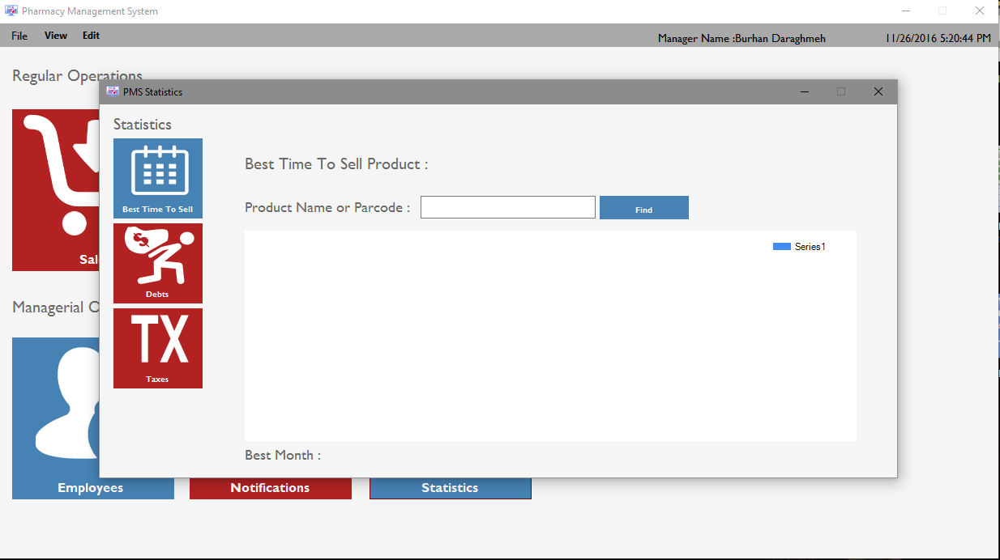 Pharmacy Management System
File View Edit
Manager Name :Burhan Daraghmeh
11/26/2016 5:20:44 PM
Regular Operations
PMS Statistics
Statistics
Best Time To Sell
Debts
TX
Taxes
Best Time To Sell Product :
Product Name or Parcode :
Find
Series1
Best Month :
Sal
Managerial O
Employees
Notifications
Statistics